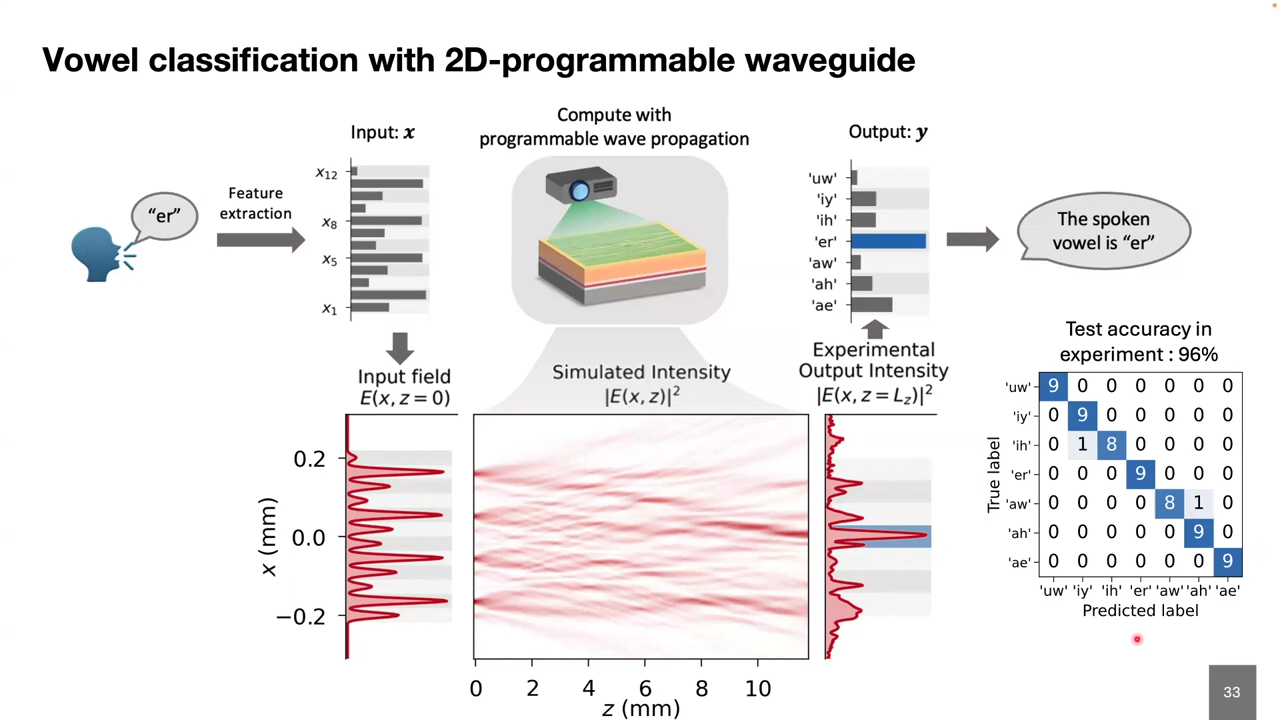 Vowel classification with 2D-programmable waveguide
“er”
Feature
extraction
Input: x
x12
x8
x5
x1
Compute with
programmable wave propagation
Output: y
'uw'
'iy'
'ih'
'er'
'aw'
'ah'
'ae'
The spoken
vowel is “er”
Input field
E(x, z = 0)
Simulated Intensity
|E(x, z)|²
Experimental
Output Intensity
|E(x, z = Lz)|²
x (mm)
0.2
0.0
−0.2
0 2 4 6 8 10
z (mm)
Test accuracy in
experiment : 96%
True label
'uw' 9 0 0 0 0 0 0
'iy' 0 9 0 0 0 0 0
'ih' 0 1 8 0 0 0 0
'er' 0 0 0 9 0 0 0
'aw' 0 0 0 0 8 1 0
'ah' 0 0 0 0 0 9 0
'ae' 0 0 0 0 0 0 9
'uw' 'iy' 'ih' 'er' 'aw' 'ah' 'ae'
Predicted label
33